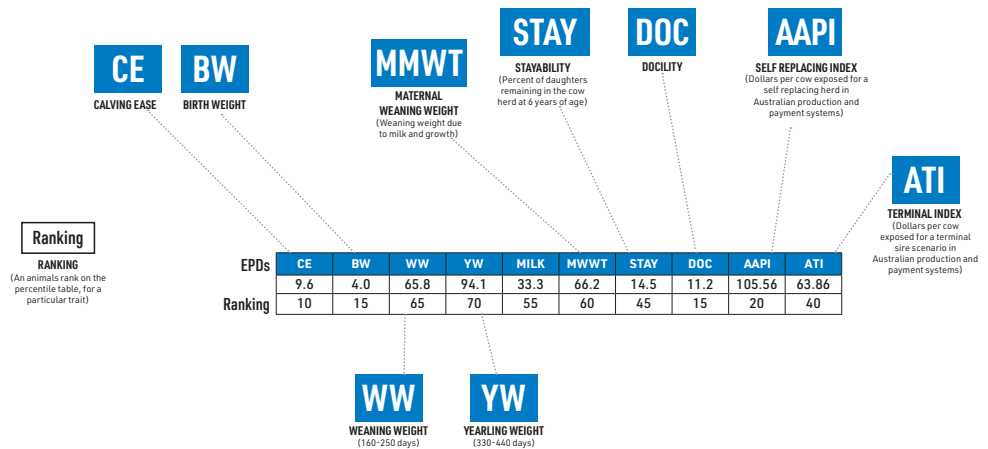 STAY
DOC
AAPI
CE
BW
MMWT
STAYABILITY
(Percent of daughters
remaining in the cow
herd at 6 years of age)
DOCILITY
SELF REPLACING INDEX
(Dollars per cow exposed for a
self replacing herd in
Australian production and
payment systems)
CALVING EASE
BIRTH WEIGHT
MATERNAL
WEANING WEIGHT
(Weaning weight due
to milk and growth)
ATI
TERMINAL INDEX
(Dollars per cow
exposed for a terminal
sire scenario in
Australian production and
payment systems)
Ranking
RANKING
(An animals rank on the
percentile table, for a
particular trait)
EPDs CE BW WW YW MILK MWWT STAY DOC AAPI ATI
9.6 4.0 65.8 94.1 33.3 66.2 14.5 11.2 105.56 63.86
Ranking 10 15 65 70 55 60 45 15 20 40
WW
YW
WEANING WEIGHT
(160-250 days)
YEARLING WEIGHT
(330-440 days)